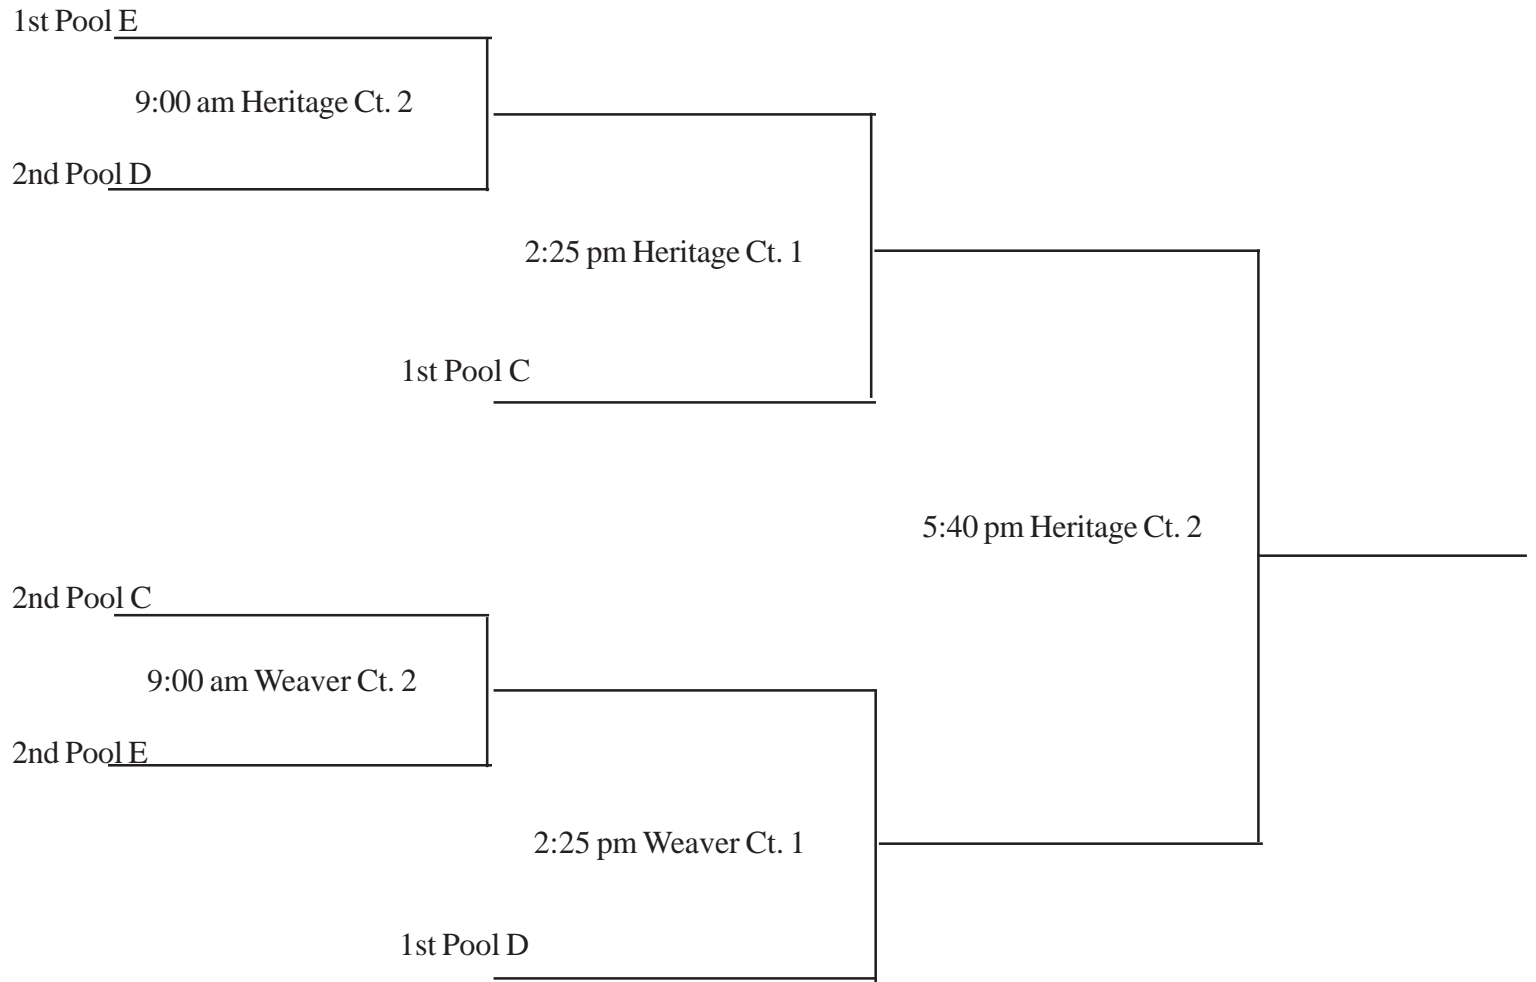 1st Pool E
9:00 am Heritage Ct. 2
2nd Pool D
2:25 pm Heritage Ct. 1
1st Pool C
5:40 pm Heritage Ct. 2
2nd Pool C
9:00 am Weaver Ct. 2
2nd Pool E
2:25 pm Weaver Ct. 1
1st Pool D